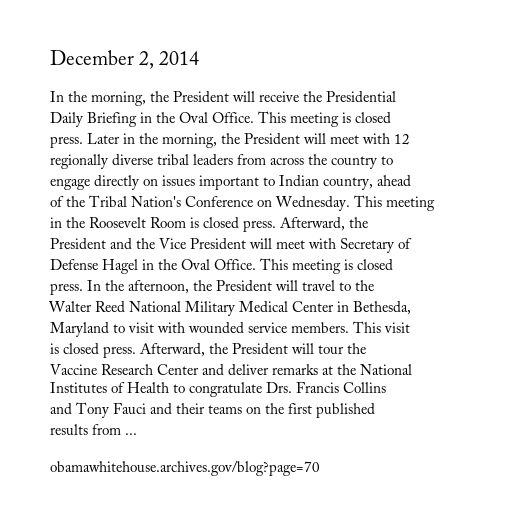 December 2, 2014
In the morning, the President will receive the Presidential
Daily Briefing in the Oval Office. This meeting is closed
press. Later in the morning, the President will meet with 12
regionally diverse tribal leaders from across the country to
engage directly on issues important to Indian country, ahead
of the Tribal Nation's Conference on Wednesday. This meeting
in the Roosevelt Room is closed press. Afterward, the
President and the Vice President will meet with Secretary of
Defense Hagel in the Oval Office. This meeting is closed
press. In the afternoon, the President will travel to the
Walter Reed National Military Medical Center in Bethesda,
Maryland to visit with wounded service members. This visit
is closed press. Afterward, the President will tour the
Vaccine Research Center and deliver remarks at the National
Institutes of Health to congratulate Drs. Francis Collins
and Tony Fauci and their teams on the first published
results from ...
obamawhitehouse.archives.gov/blog?page=70